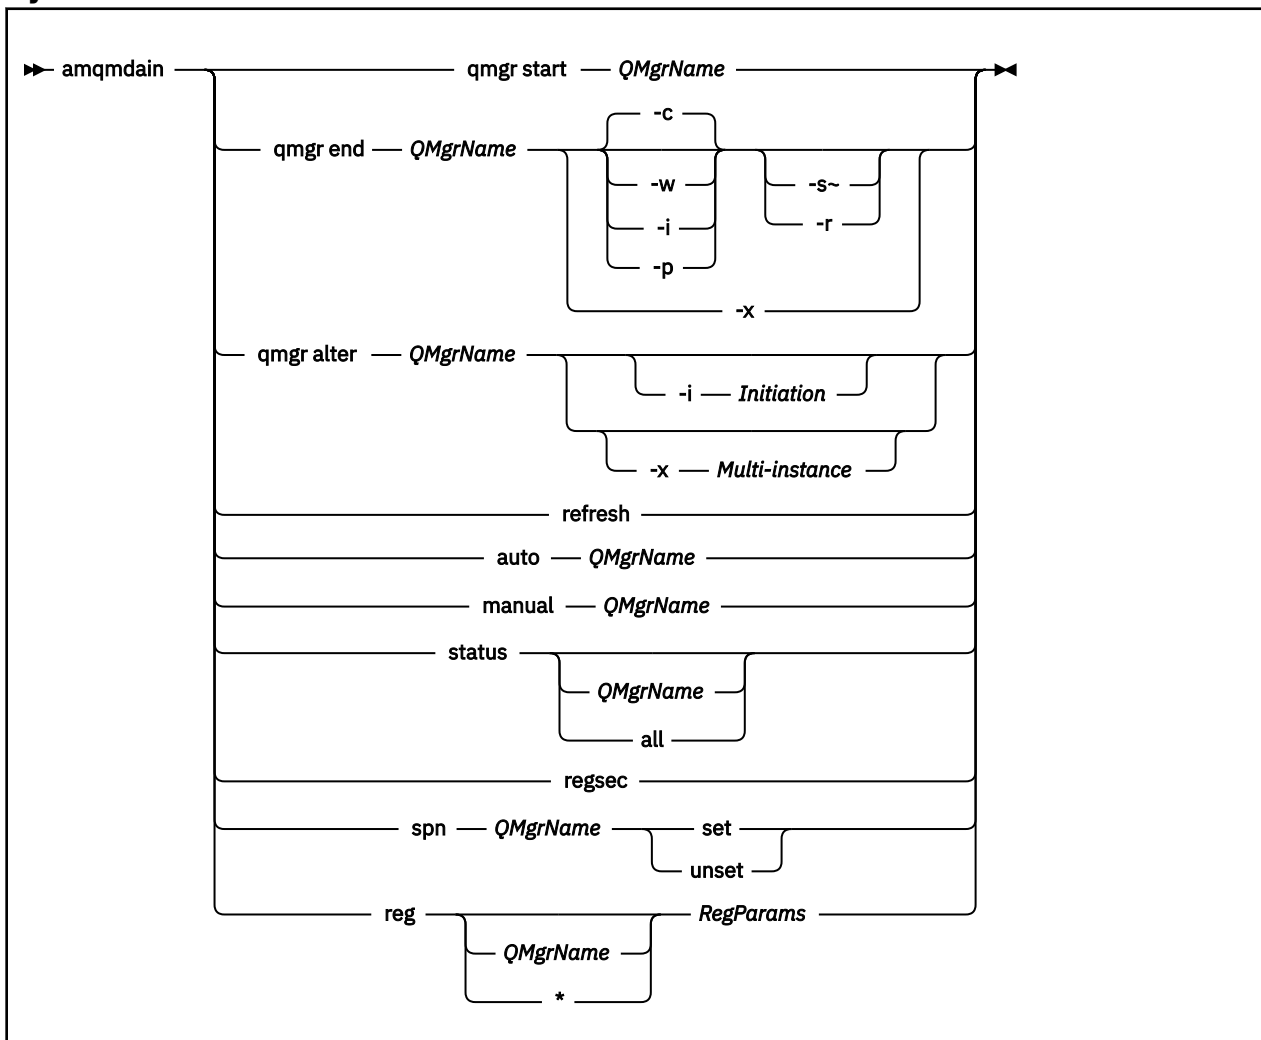 amqmdain qmgr start QMgrName
-c
qmgr end QMgrName
-w -s~
-i -r
-p
-x
qmgr alter QMgrName
-i Initiation
-x Multi-instance
refresh
auto QMgrName
manual QMgrName
status
QMgrName
all
regsec
spn QMgrName set
unset
reg RegParams
QMgrName
*